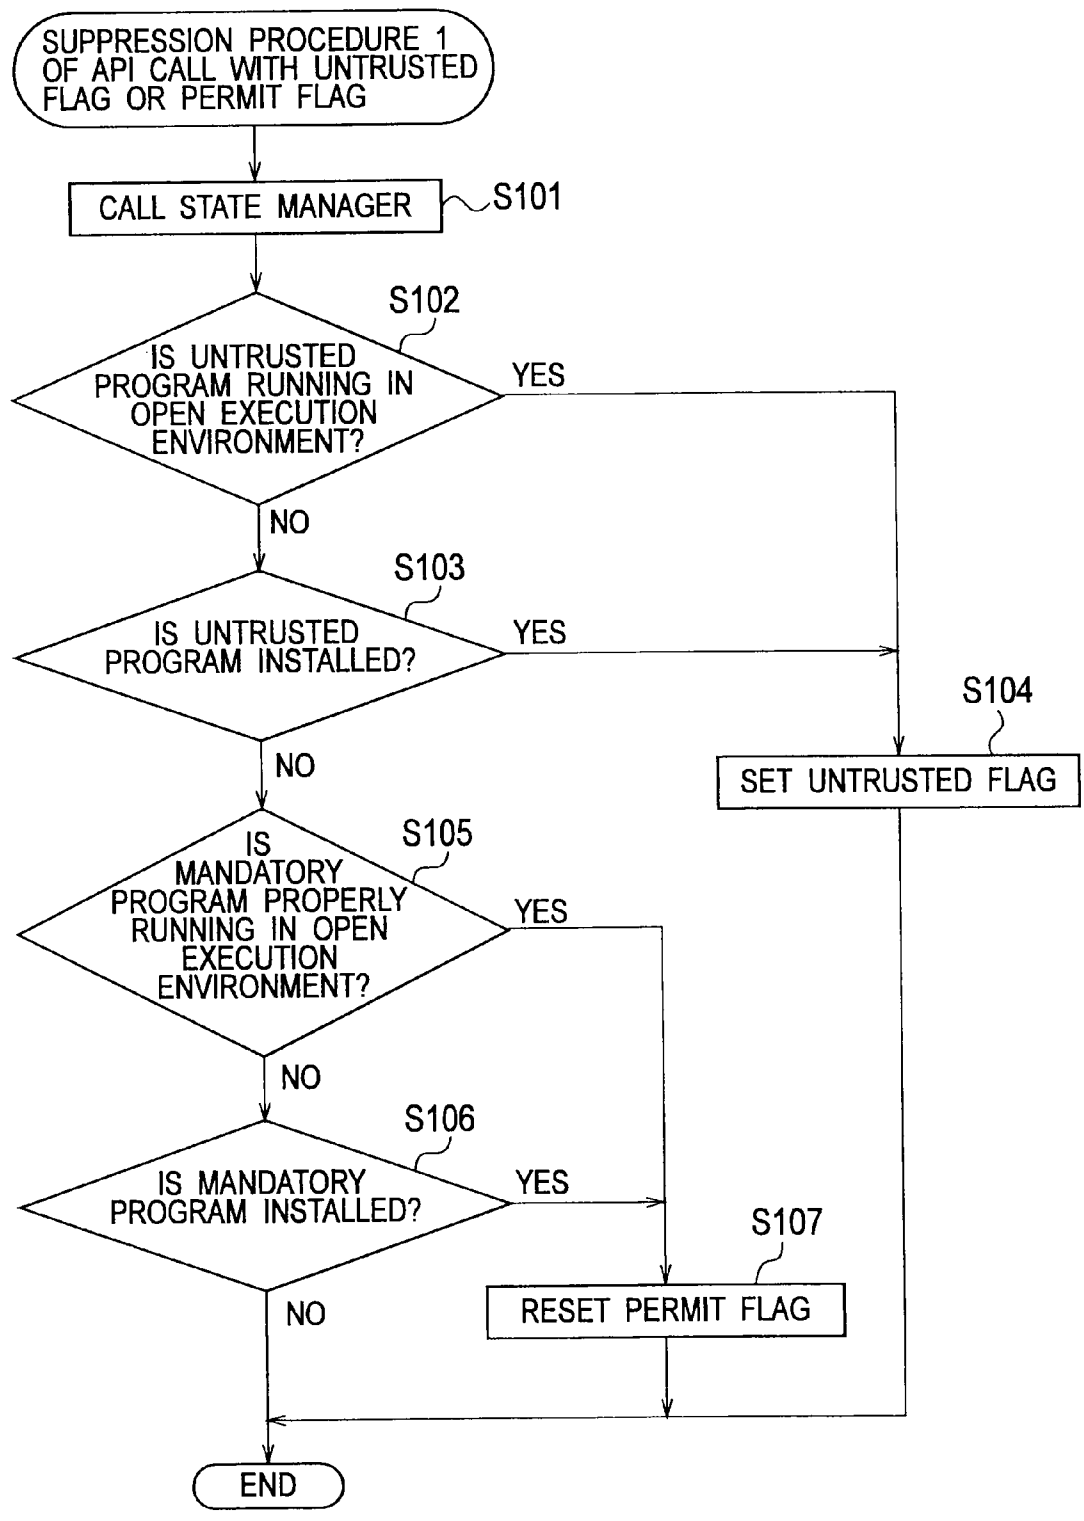 SUPPRESSION PROCEDURE 1
OF API CALL WITH UNTRUSTED
FLAG OR PERMIT FLAG
CALL STATE MANAGER
S101
S102
IS UNTRUSTED
PROGRAM RUNNING IN
OPEN EXECUTION
ENVIRONMENT?
YES
NO
S103
IS UNTRUSTED
PROGRAM INSTALLED?
YES
NO
S104
SET UNTRUSTED FLAG
S105
IS
MANDATORY
PROGRAM PROPERLY
RUNNING IN OPEN
EXECUTION
ENVIRONMENT?
YES
NO
S106
IS MANDATORY
PROGRAM INSTALLED?
YES
NO
S107
RESET PERMIT FLAG
END